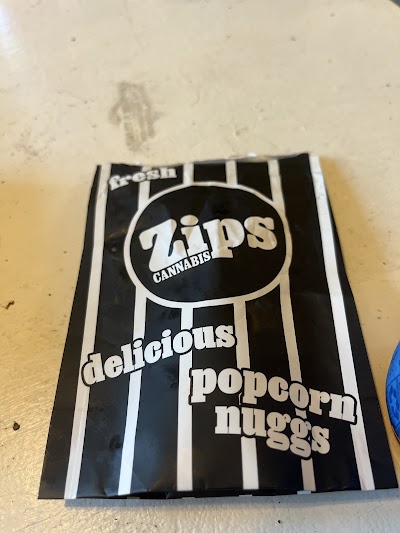 fresh
Zips
CANNABIS
delicious
popcorn
nuggs